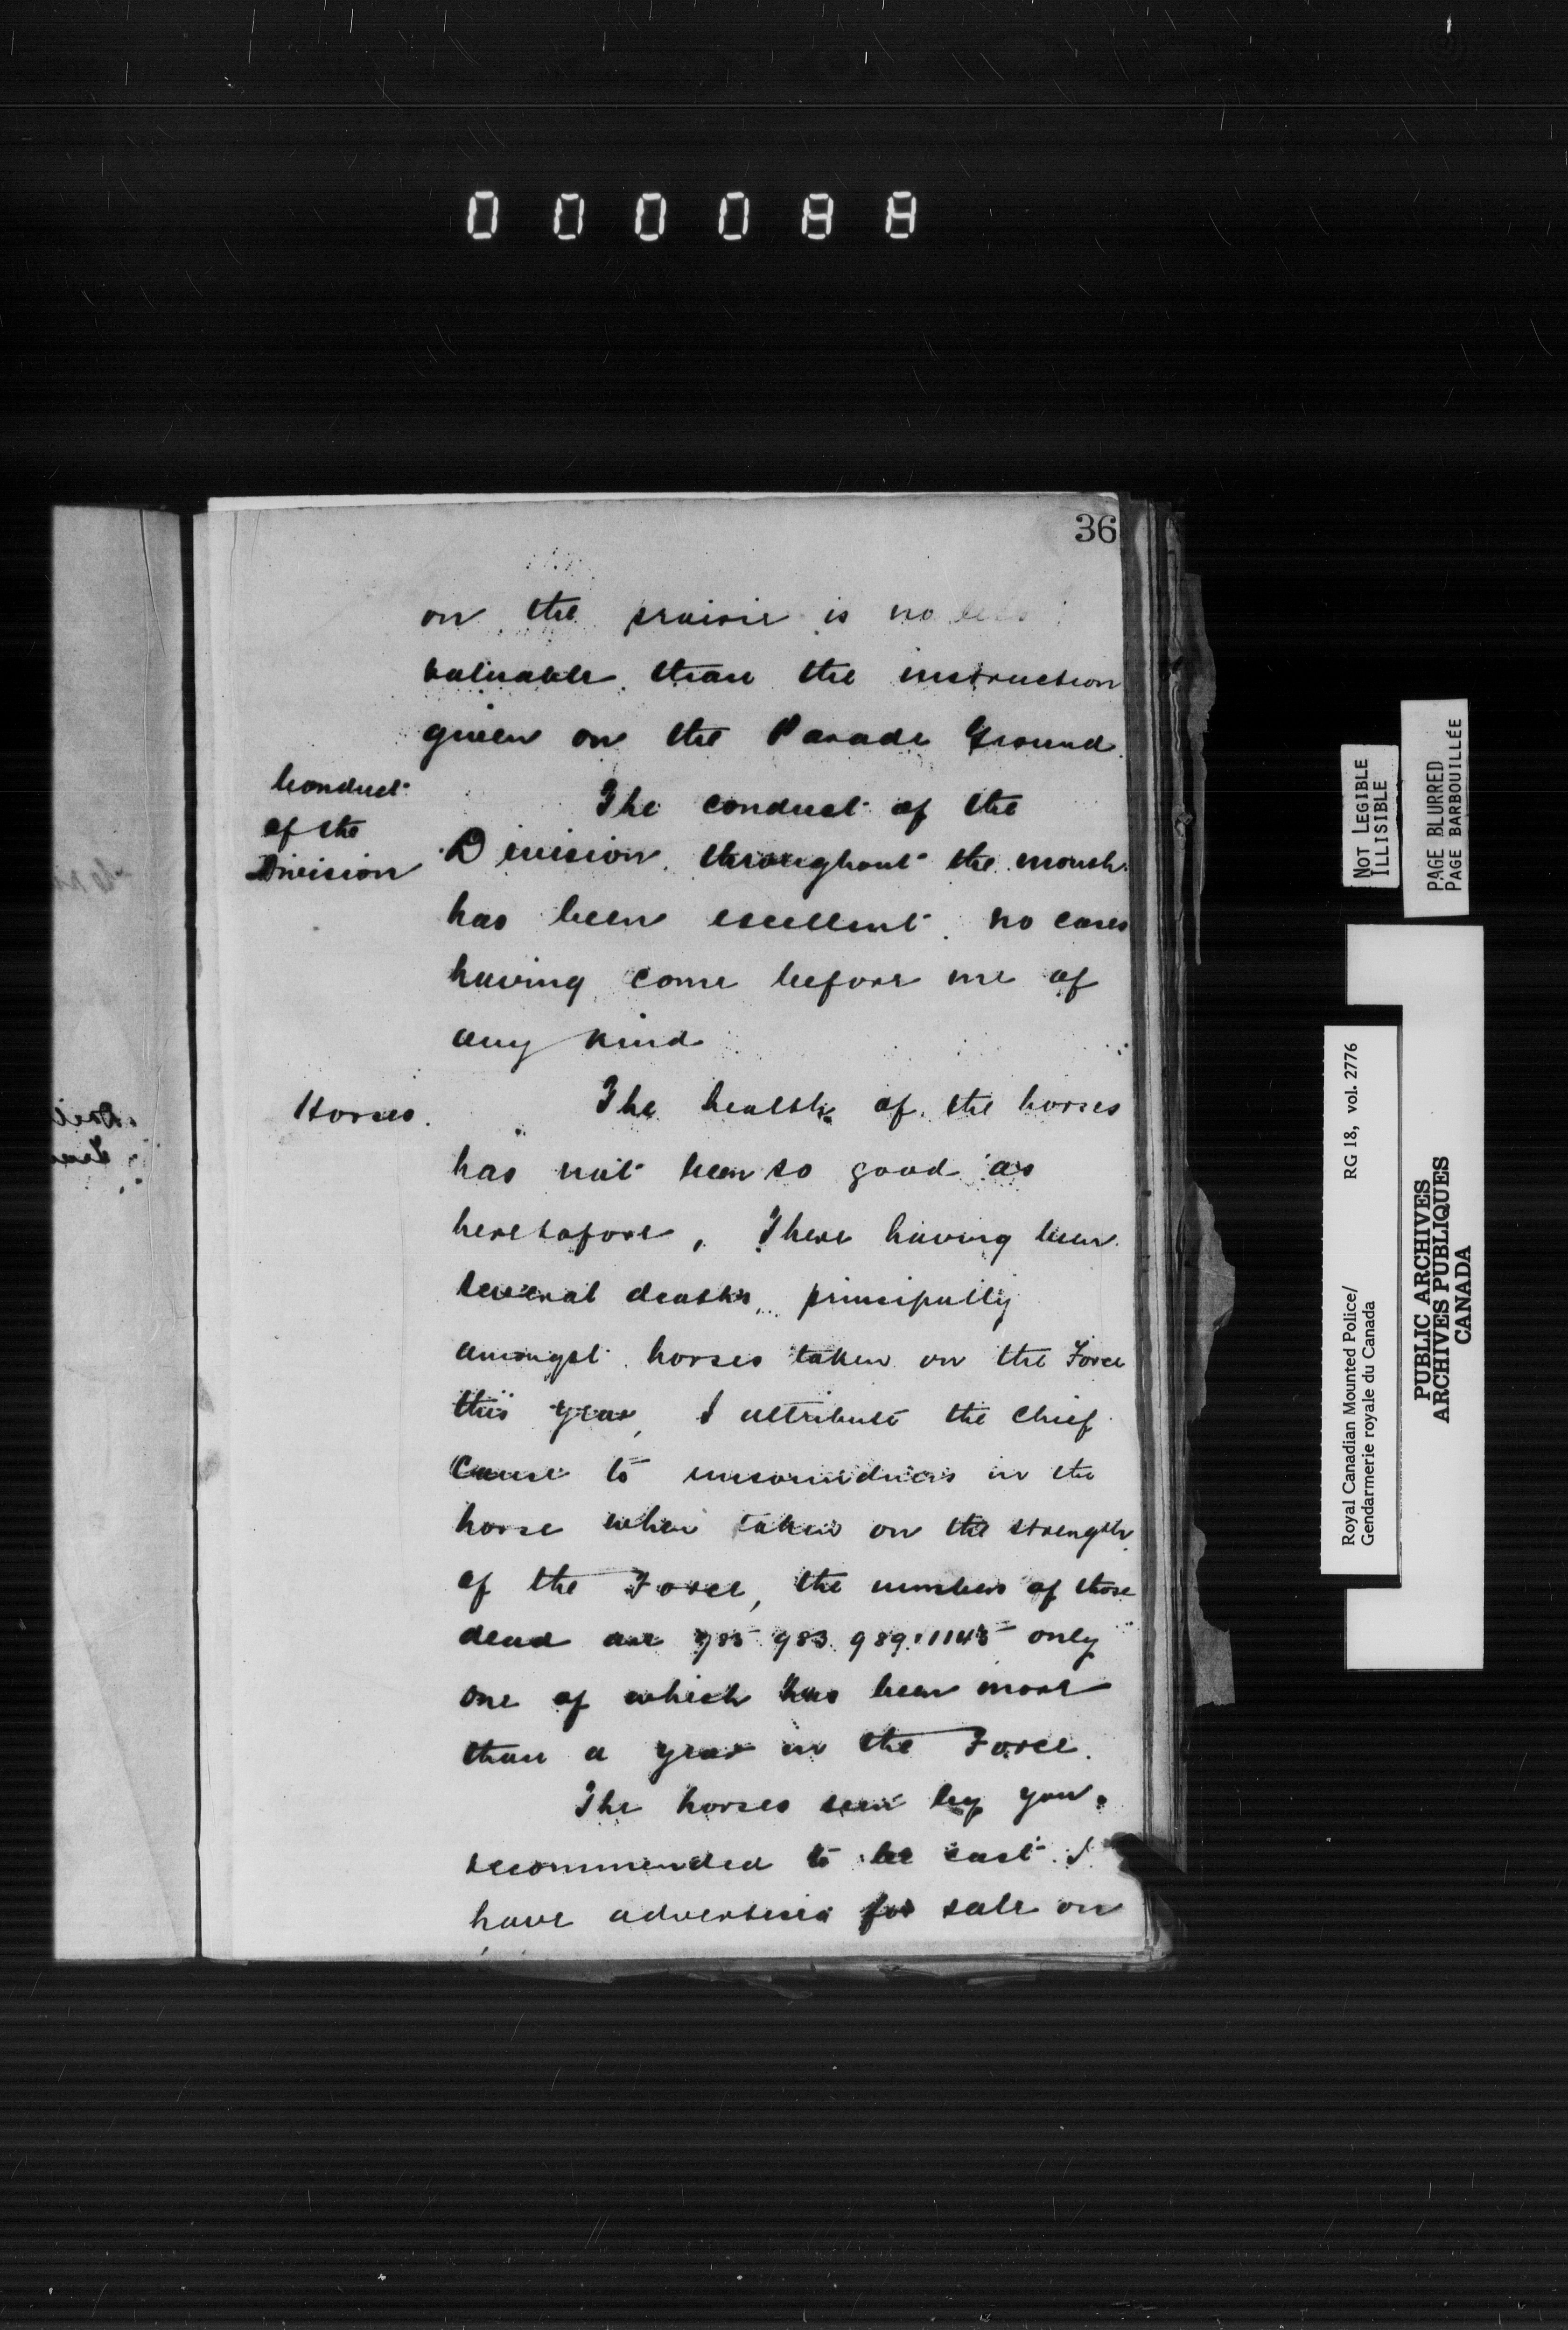 000088
36
on the prairie is no less
valuable than the instruction
given on the Parade Ground.
Conduct
of the
Division
The conduct of the
Division throughout the month
has been excellent. no cases
having come before me of
any kind
Horses.
The health of the horses
has not been so good as
heretofore, There having been
several deaths, principally
amongst horses taken on the Force
this year, I attribute the chief
cause to unsoundness in the
horse when taken on the strength
of the Force, the numbers of those
dead are 985 983 989 1145 only
one of which has been more
than a year in the Force.
The horses seen by you
recommended to be cast I
have advertised for sale on
NOT LEGIBLE
ILLISIBLE
PAGE BLURRED
PAGE BARBOUILLÉE
Royal Canadian Mounted Police/ RG 18, vol. 2776
Gendarmerie royale du Canada
PUBLIC ARCHIVES
ARCHIVES PUBLIQUES
CANADA